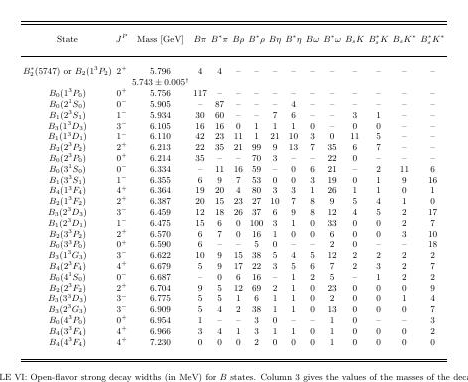 State J^P Mass [GeV] Bπ B*π Bρ B*ρ Bη B*η Bω B*ω B_sK B*_sK B_sK* B*_sK*
B*_2(5747) or B_2(1^3P_2) 2^+ 5.796 4 4 – – – – – – – – – –
5.743 ± 0.005^†
B_0(1^3P_0) 0^+ 5.756 117 – – – – – – – – – – –
B_0(2^1S_0) 0^- 5.905 – 87 – – – 4 – – – – – –
B_1(2^3S_1) 1^- 5.934 30 60 – – 7 6 – – 3 1 – –
B_3(1^3D_3) 3^- 6.105 16 16 0 1 1 1 0 – 0 0 – –
B_1(1^3D_1) 1^- 6.110 42 23 11 1 21 10 3 0 11 5 – –
B_2(2^3P_2) 2^+ 6.213 22 35 21 99 9 13 7 35 6 7 – –
B_0(2^3P_0) 0^+ 6.214 35 – – 70 3 – – 22 0 – – –
B_0(3^1S_0) 0^- 6.334 – 11 16 59 – 0 6 21 – 2 11 6
B_1(3^3S_1) 1^- 6.355 6 9 7 53 0 0 3 19 0 1 9 16
B_4(1^3F_4) 4^+ 6.364 19 20 4 80 3 3 1 26 1 1 0 1
B_2(1^3F_2) 2^+ 6.387 20 15 23 27 10 7 8 9 5 4 1 0
B_3(2^3D_3) 3^- 6.459 12 18 26 37 6 9 8 12 4 5 2 17
B_1(2^3D_1) 1^- 6.475 15 6 0 100 3 1 0 33 0 0 2 7
B_2(3^3P_2) 2^+ 6.570 6 7 0 16 1 0 0 6 0 0 3 10
B_0(3^3P_0) 0^+ 6.590 6 – – 5 0 – – 2 0 – – 18
B_3(1^3G_3) 3^- 6.622 10 9 15 38 5 4 5 12 2 2 2 2
B_4(2^3F_4) 4^+ 6.679 5 9 17 22 3 5 6 7 2 3 2 7
B_0(4^1S_0) 0^- 6.687 – 0 6 16 – 1 2 5 – 1 2 2
B_2(2^3F_2) 2^+ 6.704 9 5 12 69 2 1 0 23 0 0 0 9
B_3(3^3D_3) 3^- 6.775 5 5 1 6 1 1 0 2 0 0 1 4
B_3(2^3G_3) 3^- 6.909 5 4 2 38 1 1 0 13 0 0 0 7
B_0(4^3P_0) 0^+ 6.954 1 – – 3 0 – – 1 0 – – 3
B_4(3^3F_4) 4^+ 6.966 3 4 1 3 1 1 0 1 0 0 0 2
B_4(4^3F_4) 4^+ 7.230 0 0 0 2 0 0 0 1 0 0 0 2
LE VI: Open-flavor strong decay widths (in MeV) for B states. Column 3 gives the values of the masses of the dec